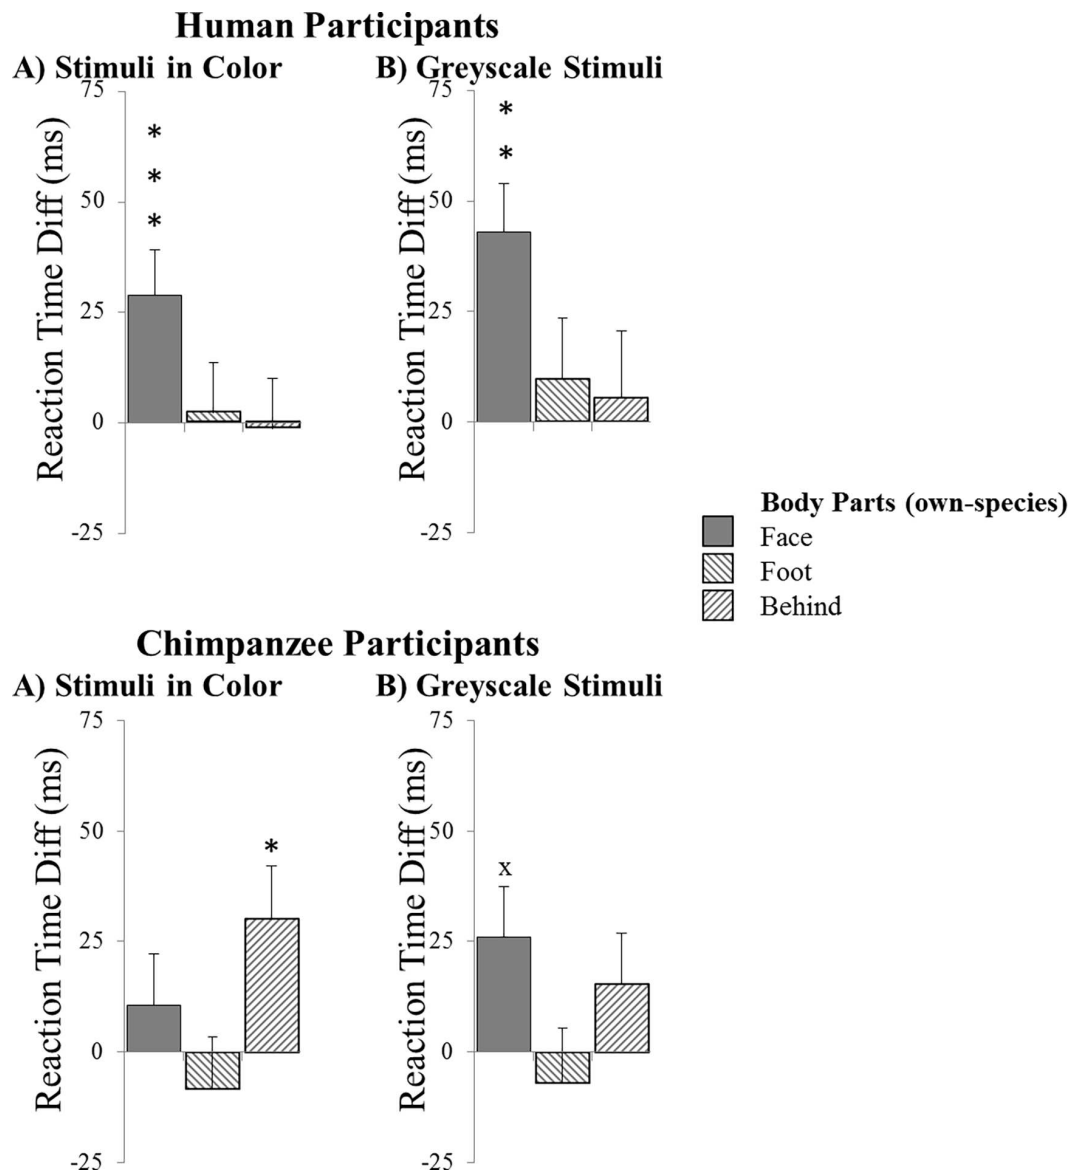 Human Participants
A) Stimuli in Color
B) Greyscale Stimuli
Reaction Time Diff (ms)
75
50
25
0
-25
*
*
*
Reaction Time Diff (ms)
75
50
25
0
-25
*
*
Body Parts (own-species)
Face
Foot
Behind
Chimpanzee Participants
A) Stimuli in Color
B) Greyscale Stimuli
Reaction Time Diff (ms)
75
50
25
0
-25
*
Reaction Time Diff (ms)
75
50
25
0
-25
x